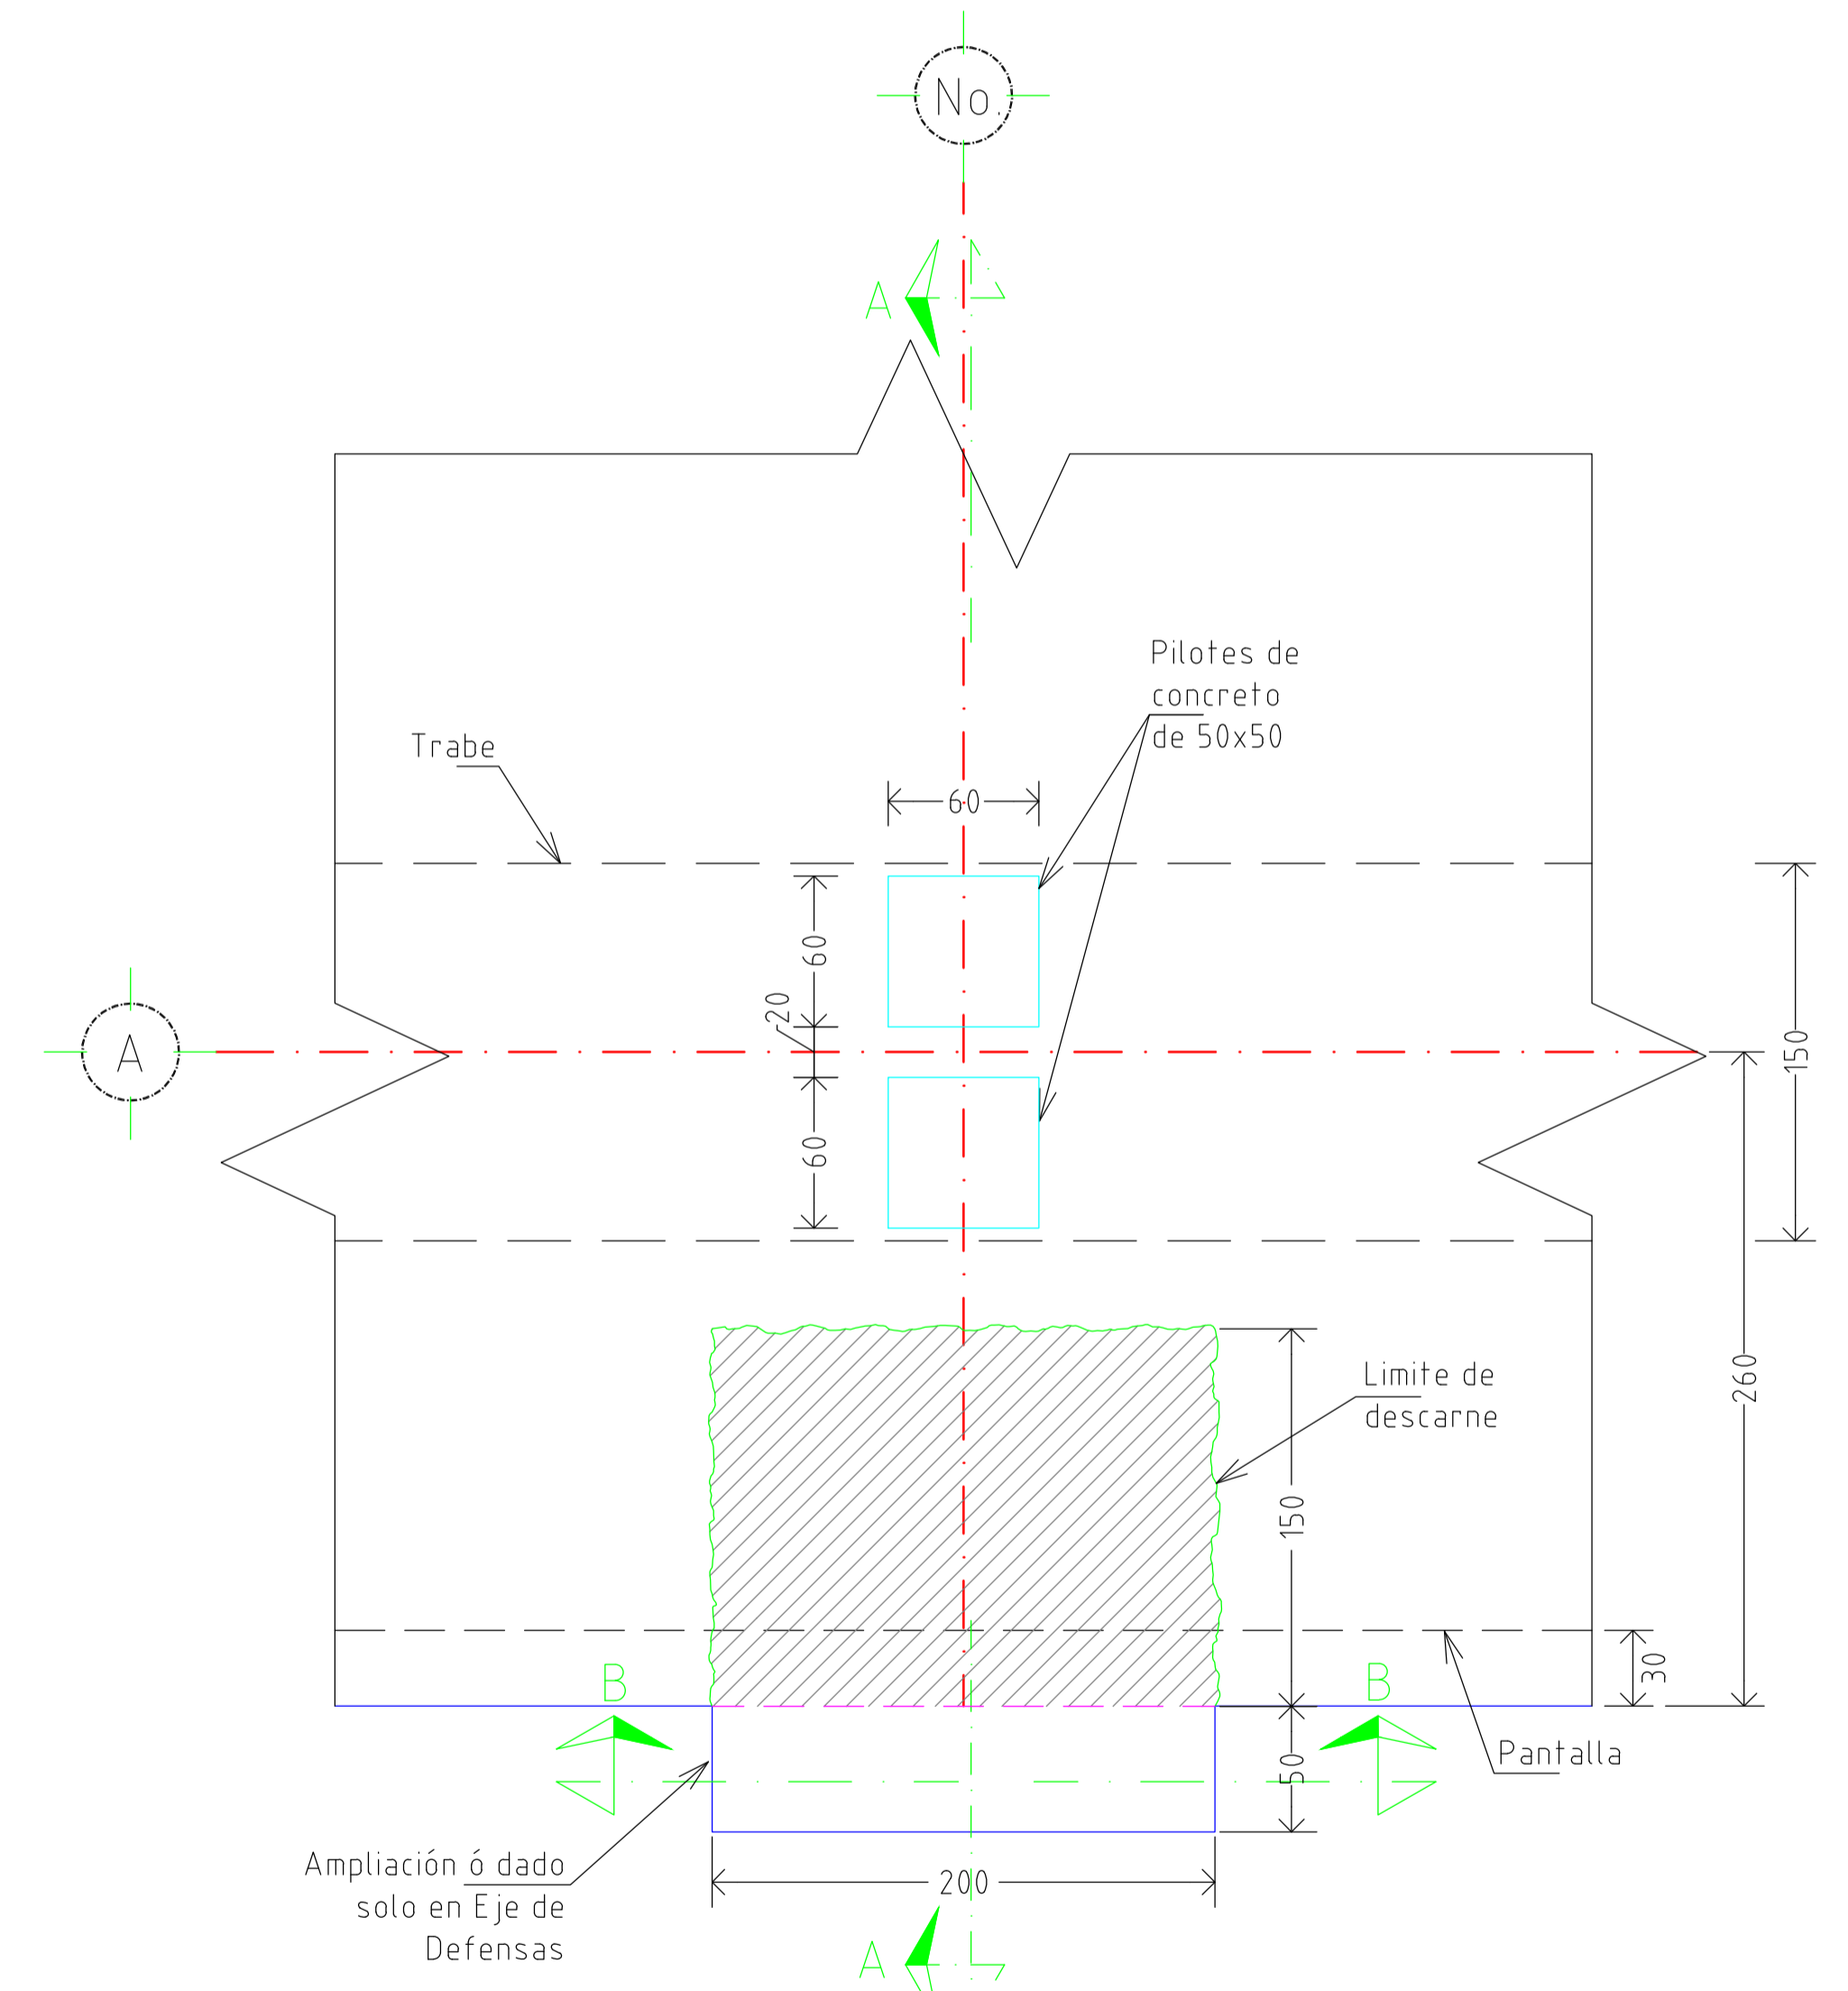 No.
A
Pilotes de
concreto
de 50x50
Trabe
60
60
20
A
150
60
260
Limite de
descarne
150
30
B
B
Pantalla
50
Ampliación ó dado
solo en Eje de
Defensas
200
A